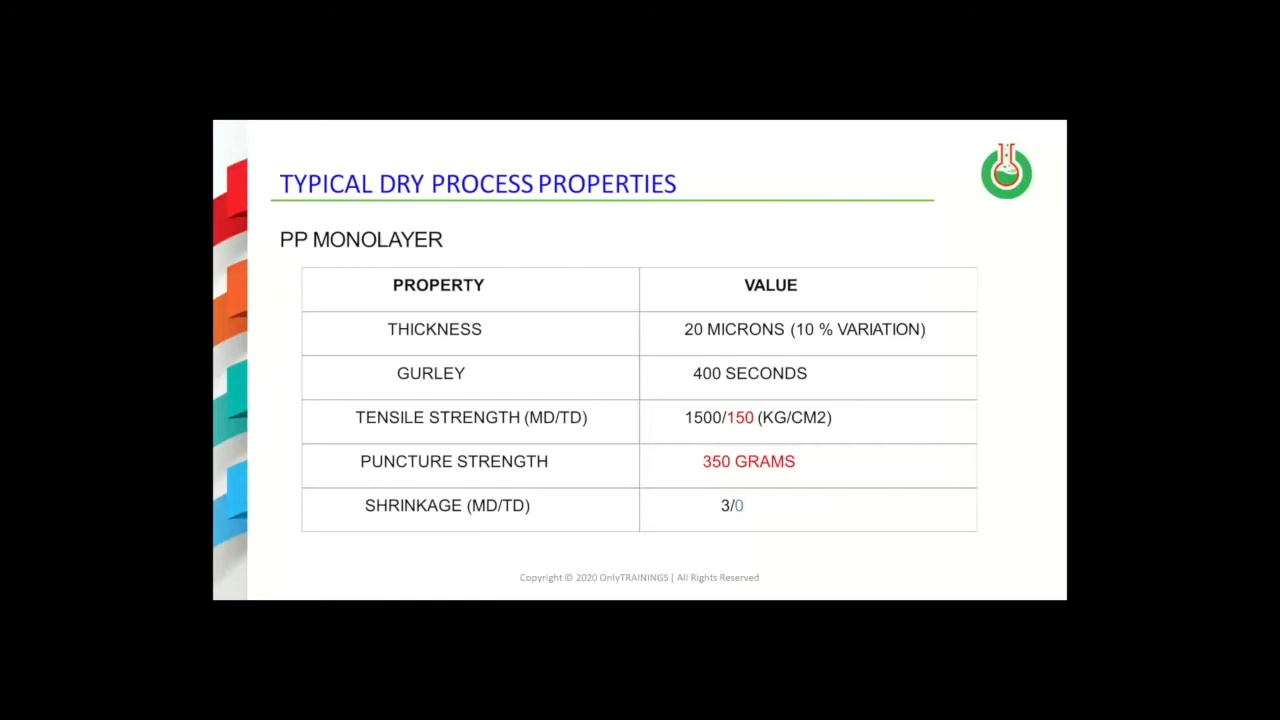 TYPICAL DRY PROCESS PROPERTIES
PP MONOLAYER
PROPERTY VALUE
THICKNESS 20 MICRONS (10 % VARIATION)
GURLEY 400 SECONDS
TENSILE STRENGTH (MD/TD) 1500/150 (KG/CM2)
PUNCTURE STRENGTH 350 GRAMS
SHRINKAGE (MD/TD) 3/0
Copyright © 2020 OnlyTRAININGS | All Rights Reserved